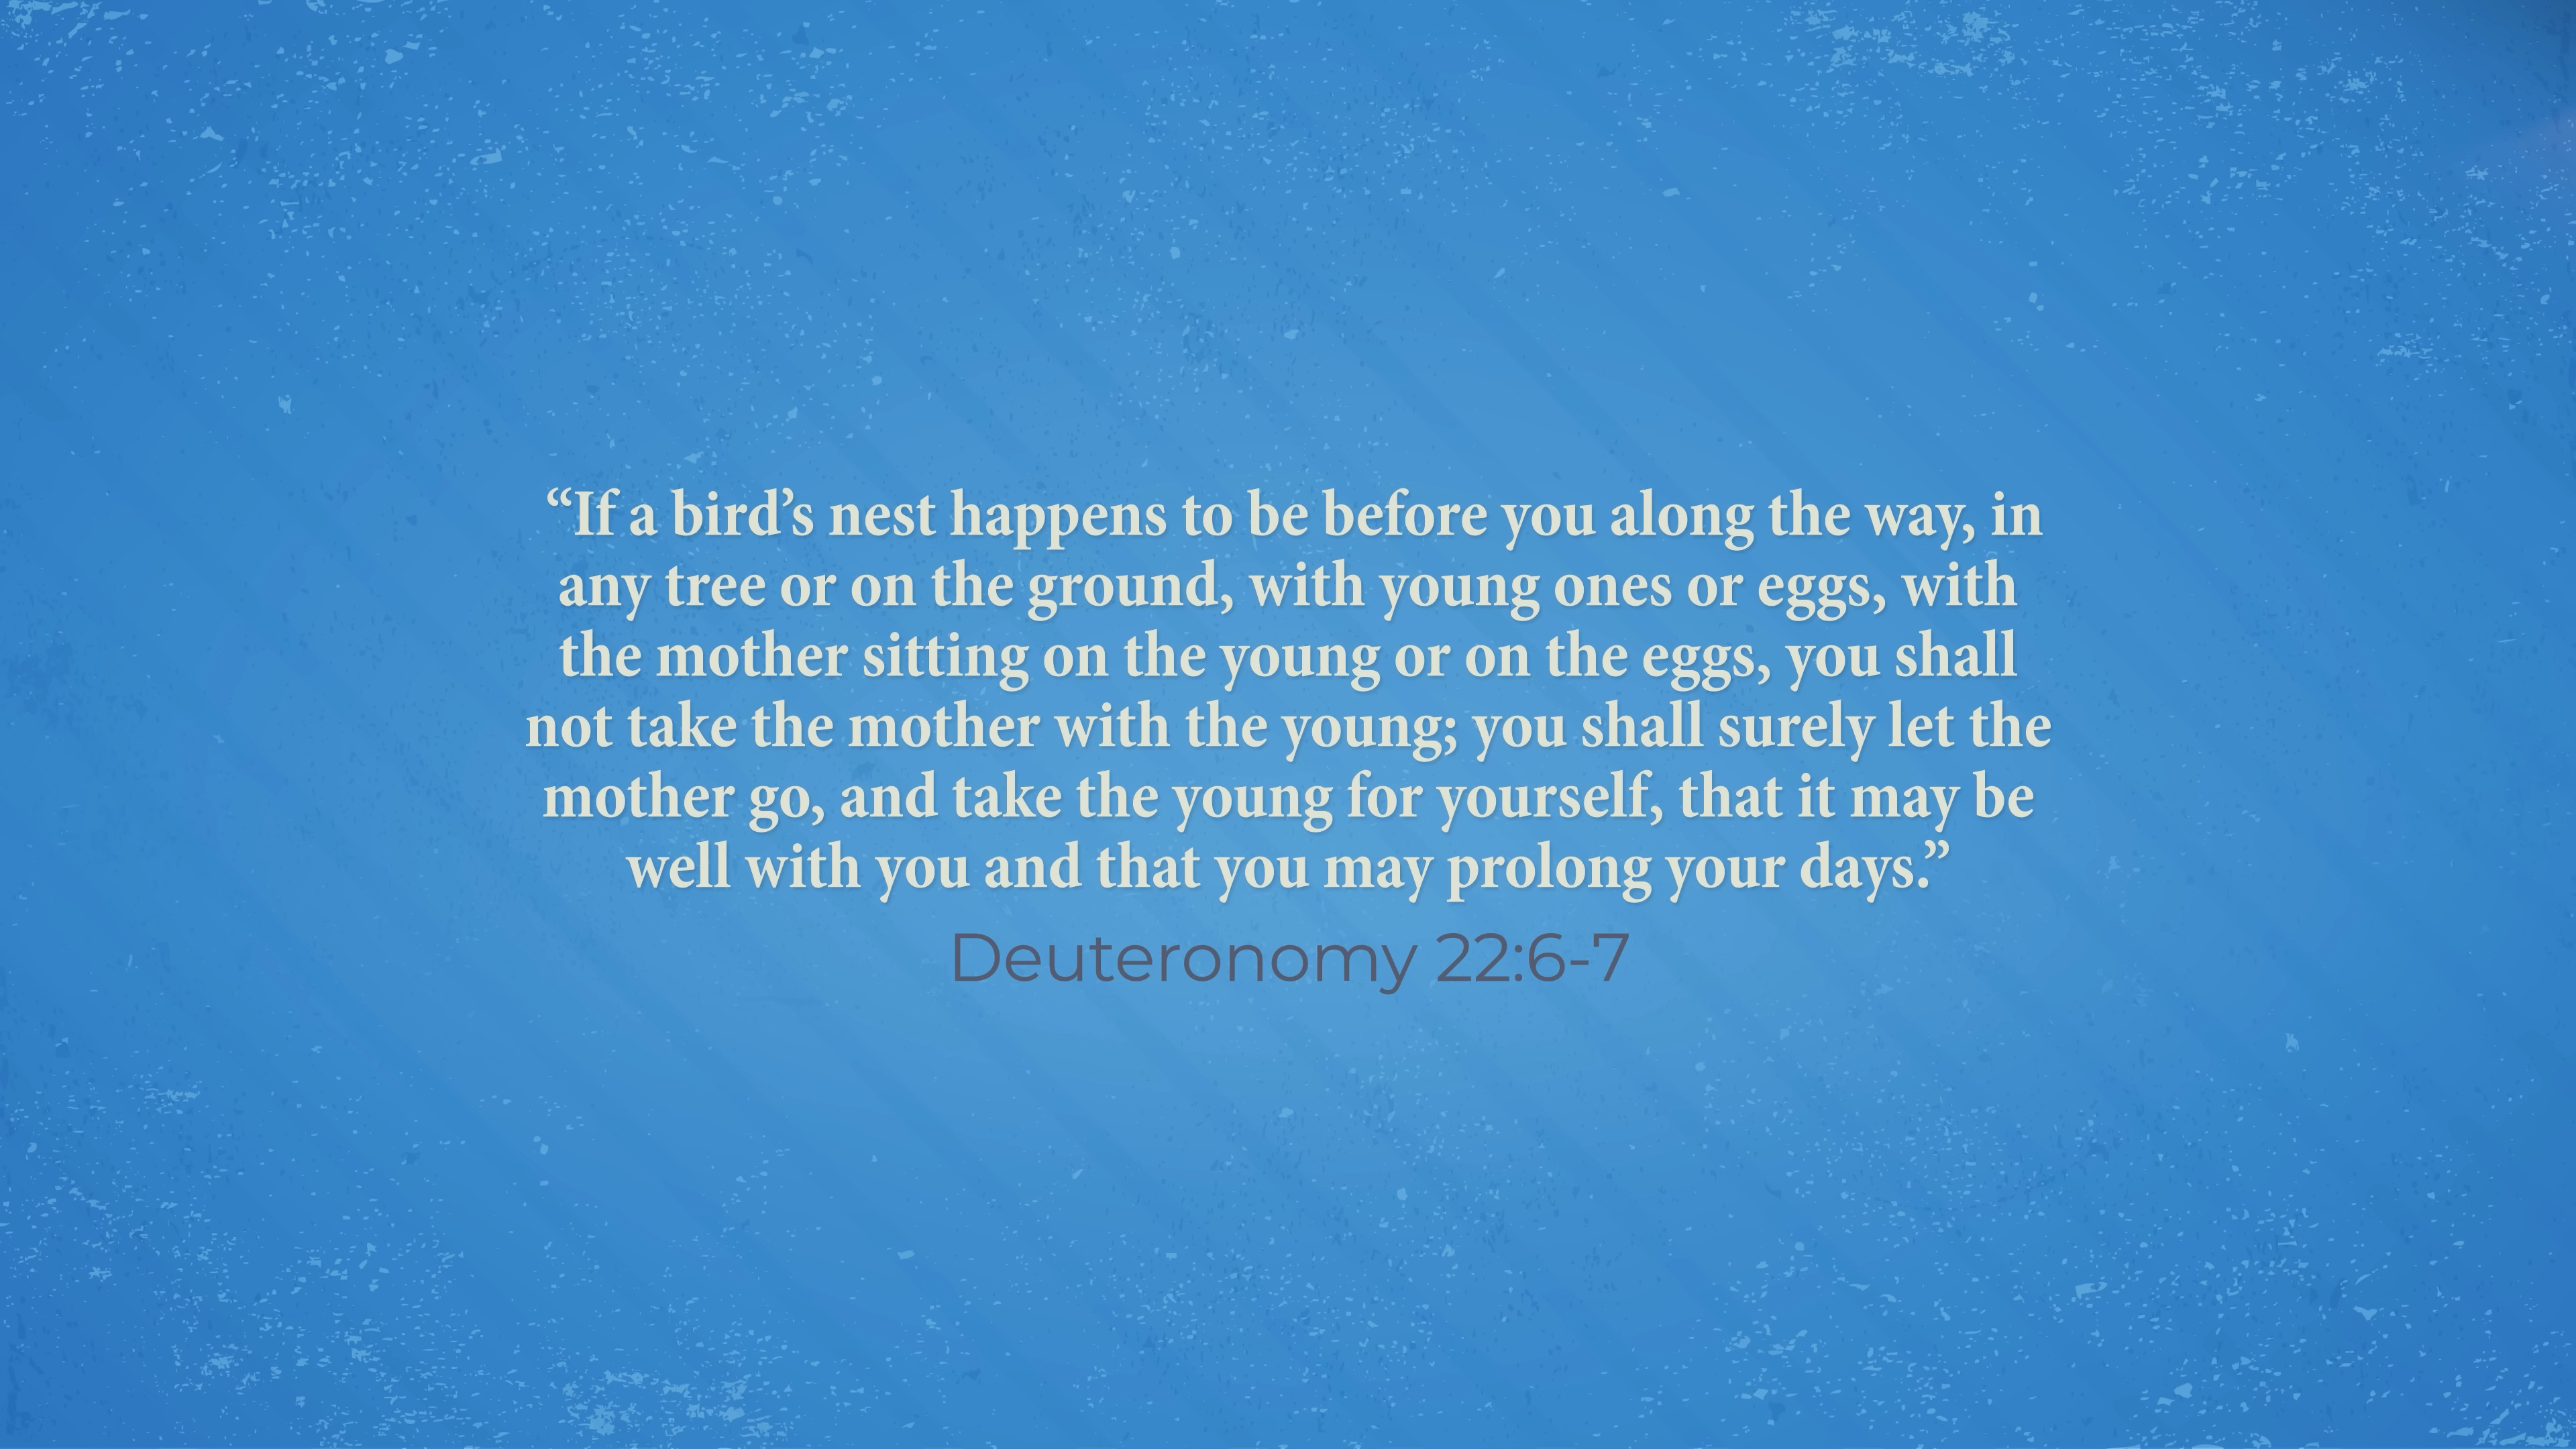 “If a bird’s nest happens to be before you along the way, in
any tree or on the ground, with young ones or eggs, with
the mother sitting on the young or on the eggs, you shall
not take the mother with the young; you shall surely let the
mother go, and take the young for yourself, that it may be
well with you and that you may prolong your days.”
Deuteronomy 22:6-7